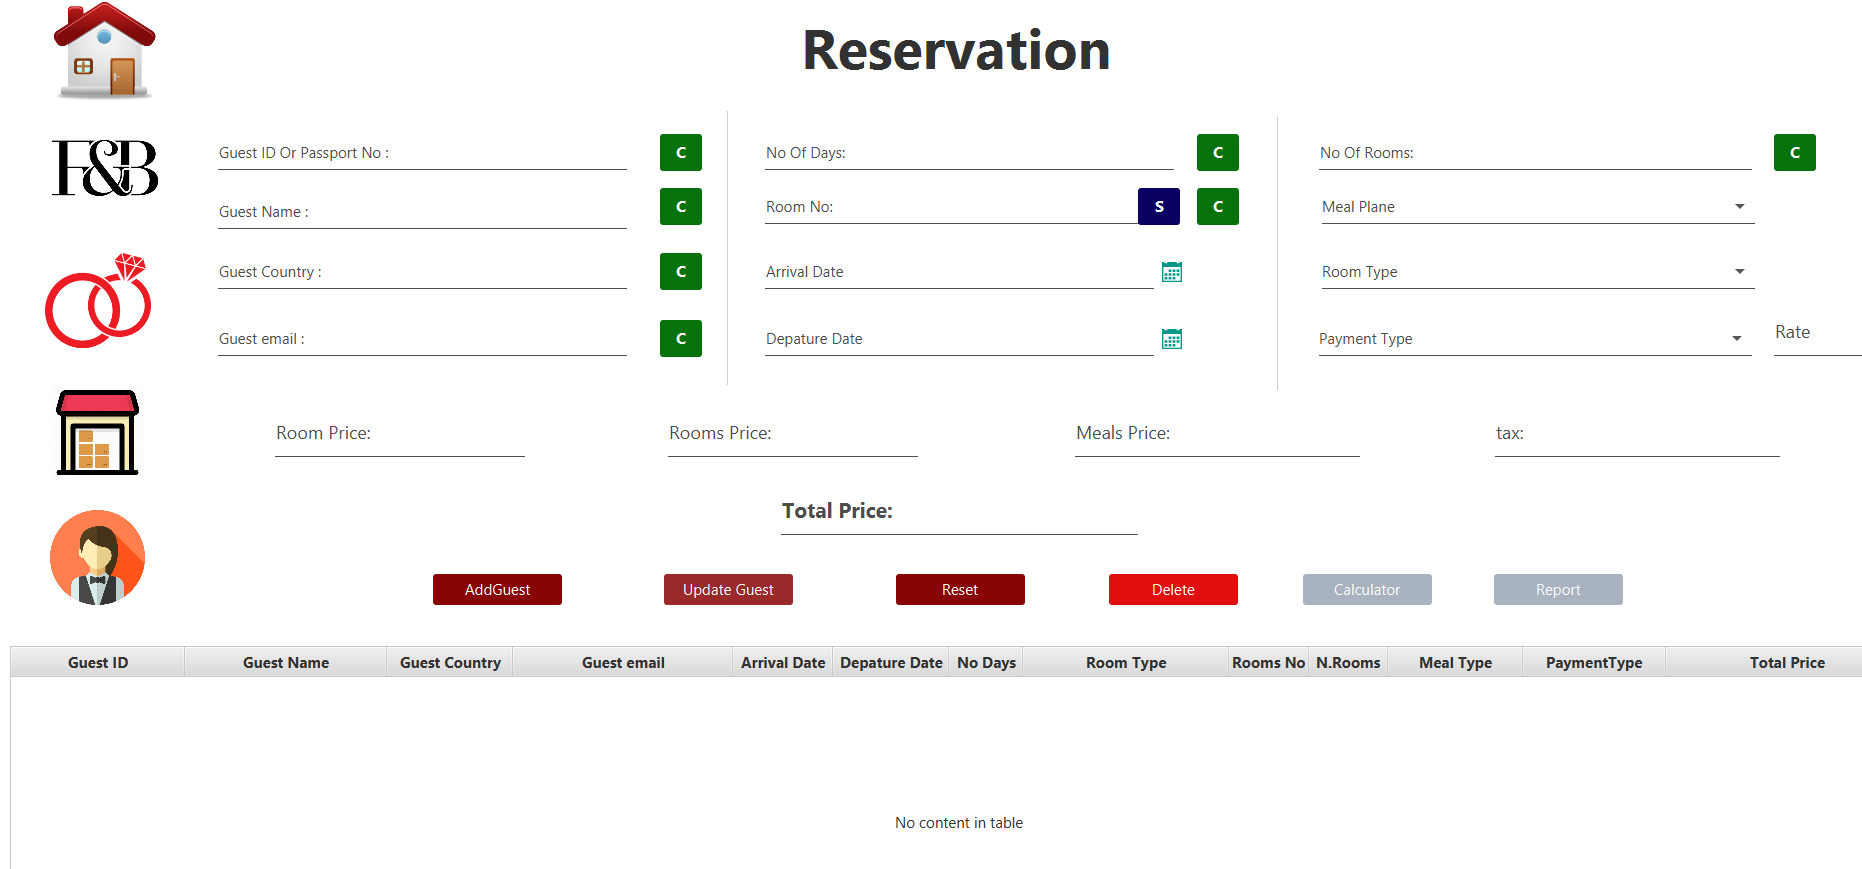 Reservation
F&B
Guest ID Or Passport No : C
Guest Name : C
Guest Country : C
Guest email : C
No Of Days: C
Room No: S C
Arrival Date
Depature Date
No Of Rooms: C
Meal Plane
Room Type
Payment Type Rate
Room Price: Rooms Price: Meals Price: tax:
Total Price:
AddGuest Update Guest Reset Delete Calculator Report
Guest ID Guest Name Guest Country Guest email Arrival Date Depature Date No Days Room Type Rooms No N.Rooms Meal Type PaymentType Total Price
No content in table